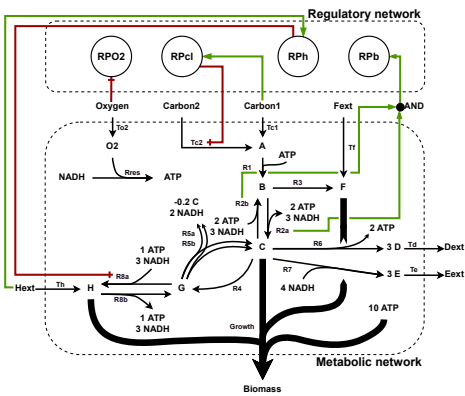 Regulatory network
RPO2
RPcl
RPh
RPb
Oxygen
Carbon2
Carbon1
Fext
AND
To2
Tc2
Tc1
Tf
O2
A
NADH
Rres
ATP
R1
ATP
B
R3
F
-0.2 C
2 NADH
R2b
2 ATP
3 NADH
2 ATP
3 NADH
R2a
R5a
R5b
C
R6
2 ATP
3 D
Td
Dext
1 ATP
3 NADH
R7
3 E
Te
Eext
Hext
Th
H
R8a
R8b
G
R4
4 NADH
1 ATP
3 NADH
10 ATP
Growth
Metabolic network
Biomass